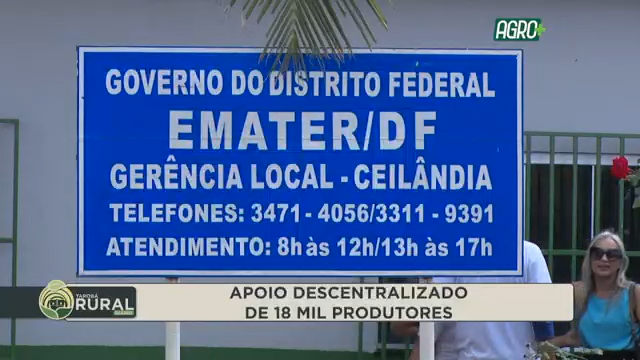 AGRO+
GOVERNO DO DISTRITO FEDERAL
EMATER/DF
GERÊNCIA LOCAL - CEILÂNDIA
TELEFONES: 3471 - 4056/3311 - 9391
ATENDIMENTO: 8h às 12h/13h às 17h
TAROBÁ
RURAL
APOIO DESCENTRALIZADO
DE 18 MIL PRODUTORES